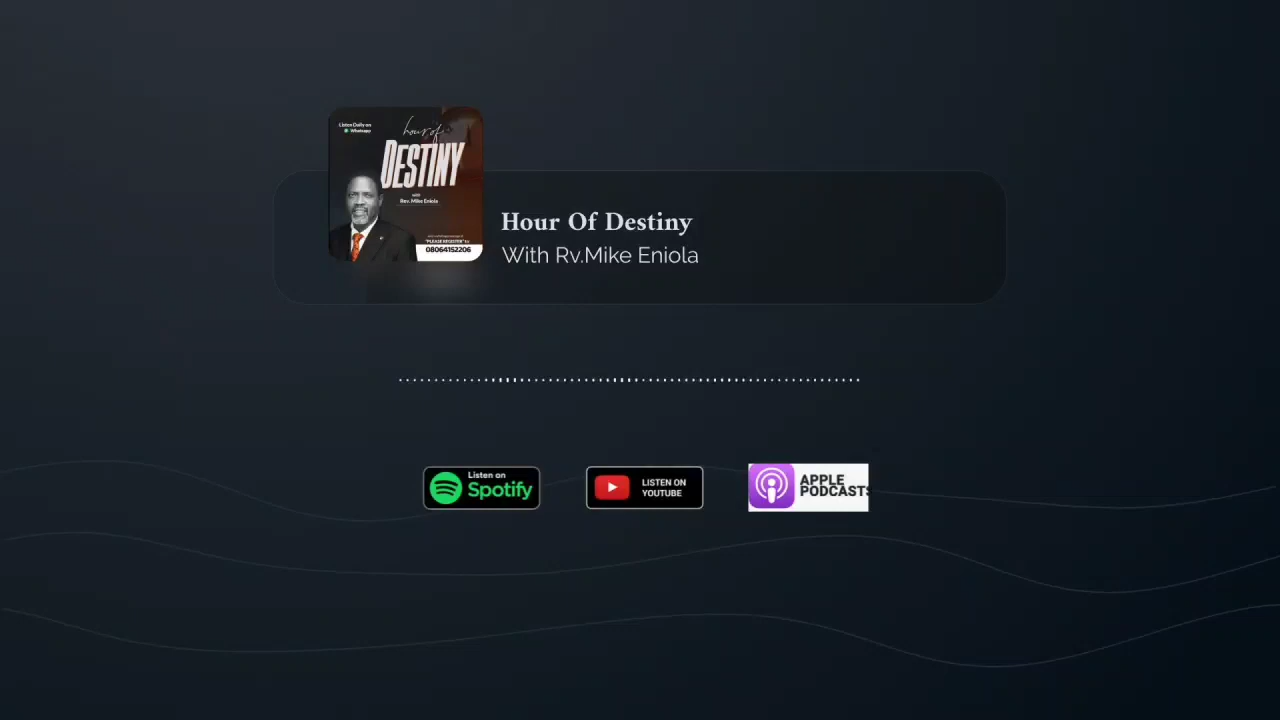 Listen Daily on
Whatsapp
hour of
DESTINY
with
Rev. Mike Eniola
"PLEASE REGISTER" to
08064152206
Hour Of Destiny
With Rv.Mike Eniola
Listen on
Spotify
LISTEN ON
YOUTUBE
APPLE
PODCASTS